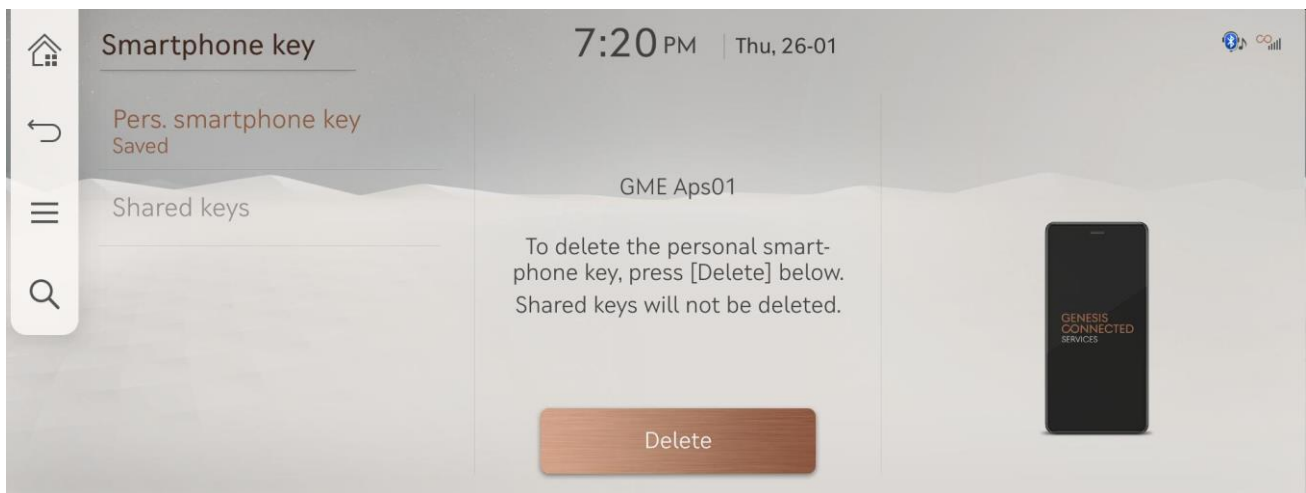 Smartphone key
7:20 PM
Thu, 26-01
Pers. smartphone key
Saved
Shared keys
GME Aps01
To delete the personal smart-
phone key, press [Delete] below.
Shared keys will not be deleted.
Delete
GENESIS
CONNECTED
SERVICES